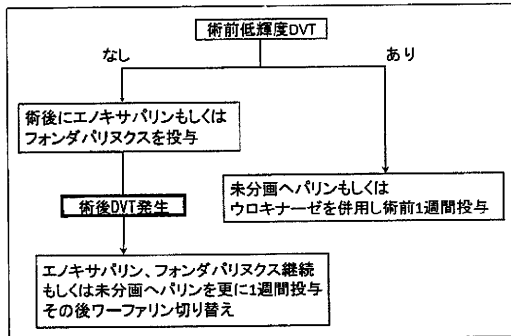 術前低輝度DVT
なし
あり
術後にエノキサパリンもしくは
フォンダパリヌクスを投与
未分画ヘパリンもしくは
ウロキナーゼを併用し術前1週間投与
術後DVT発生
エノキサパリン、フォンダパリヌクス継続
もしくは未分画ヘパリンを更に1週間投与
その後ワーファリン切り替え